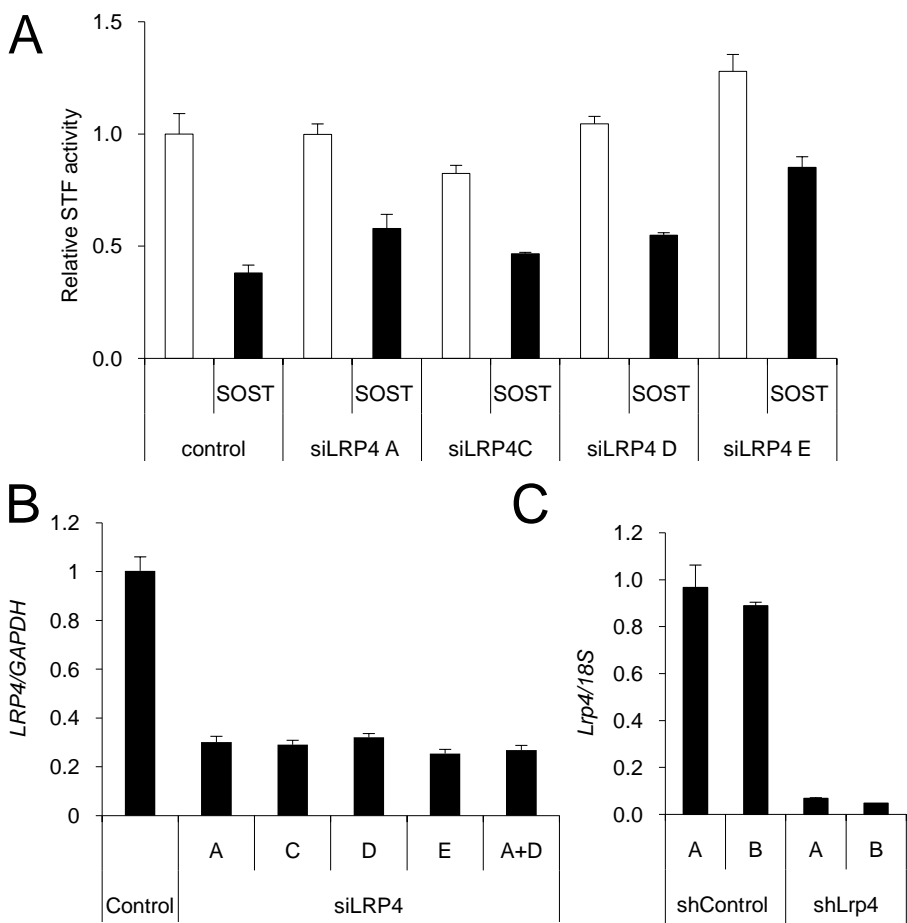 A
Relative STF activity
1.5
1.0
0.5
0.0
SOST SOST SOST SOST SOST
control siLRP4 A siLRP4C siLRP4 D siLRP4 E
B
LRP4/GAPDH
1.2
1
0.8
0.6
0.4
0.2
0
A C D E A+D
Control siLRP4
C
Lrp4/18S
1.2
1.0
0.8
0.6
0.4
0.2
0.0
A B A B
shControl shLrp4